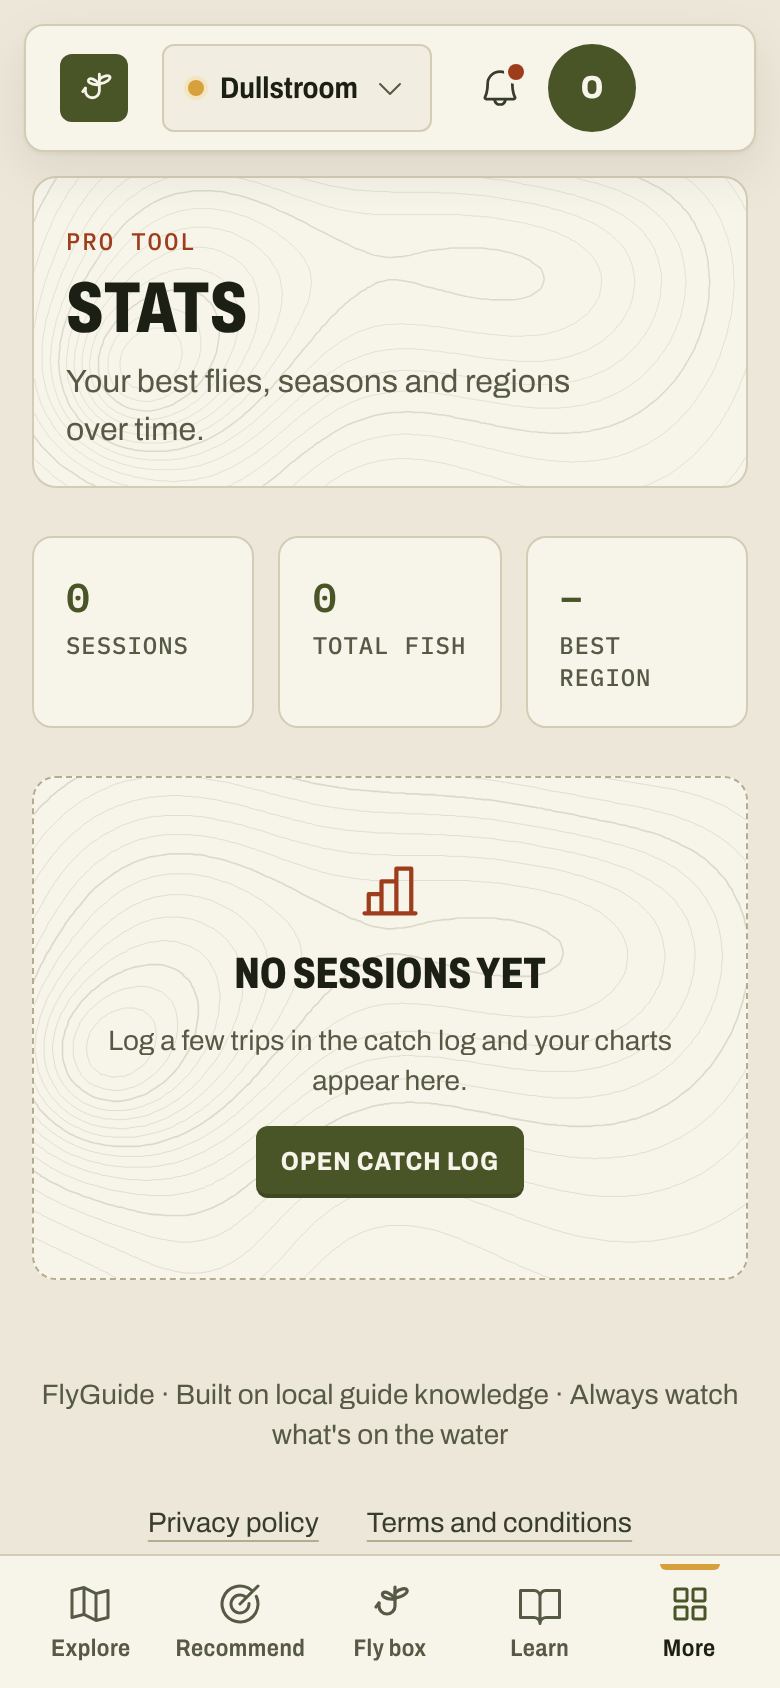 Dullstroom
O
PRO TOOL
STATS
Your best flies, seasons and regions
over time.
0
SESSIONS
0
TOTAL FISH
–
BEST
REGION
NO SESSIONS YET
Log a few trips in the catch log and your charts
appear here.
OPEN CATCH LOG
FlyGuide · Built on local guide knowledge · Always watch
what's on the water
Privacy policy
Terms and conditions
Explore
Recommend
Fly box
Learn
More